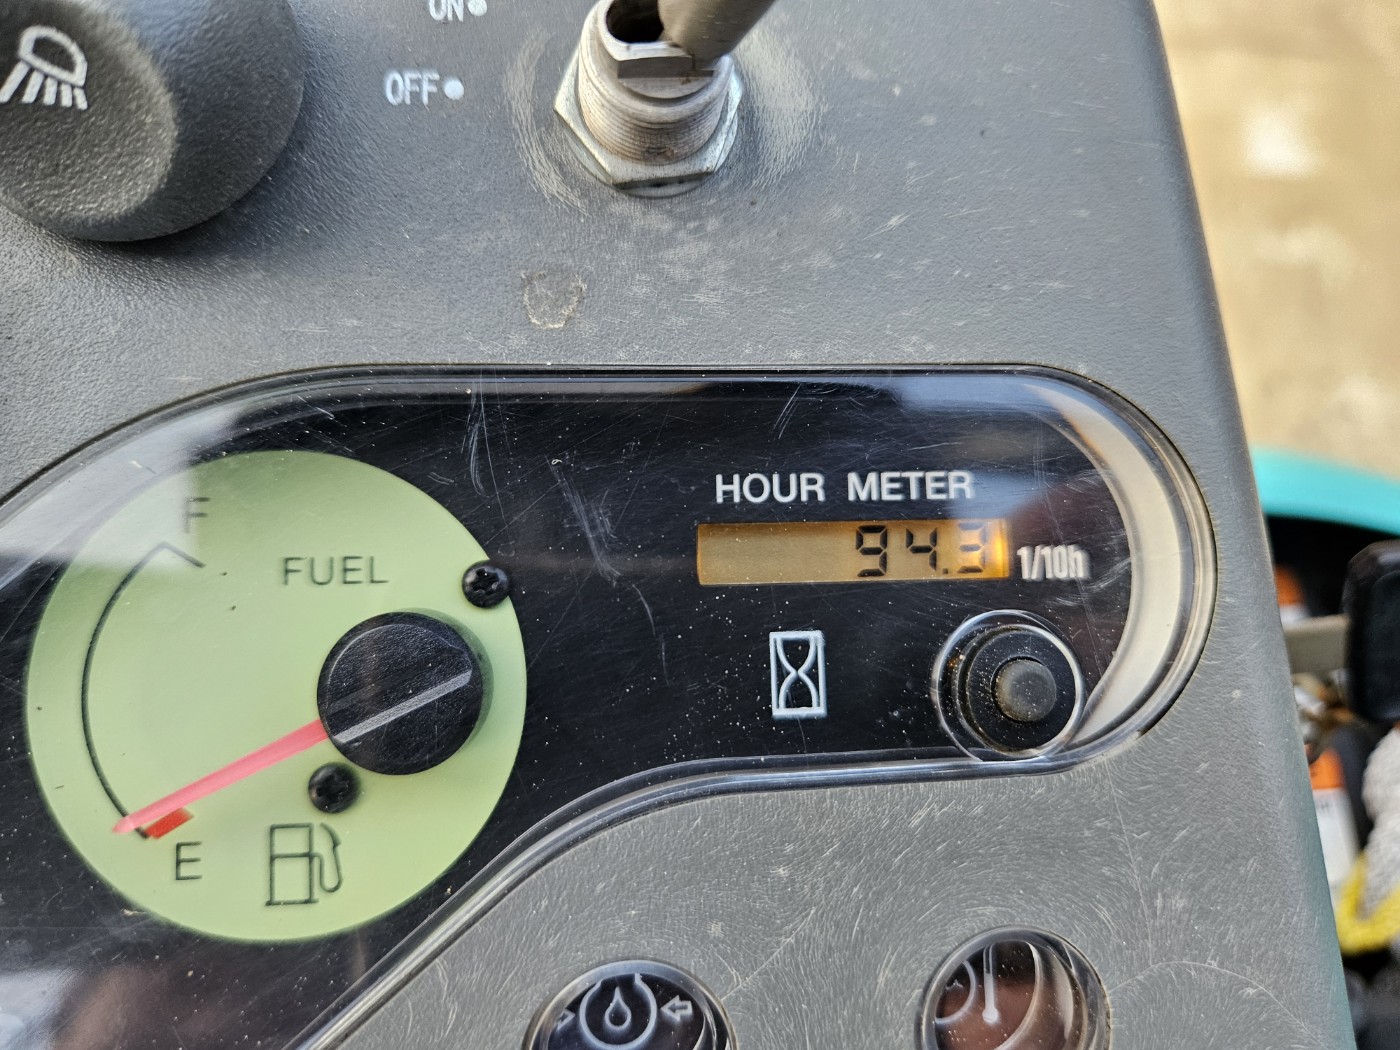 ON
OFF
HOUR METER
94.3 1/10h
F
FUEL
E